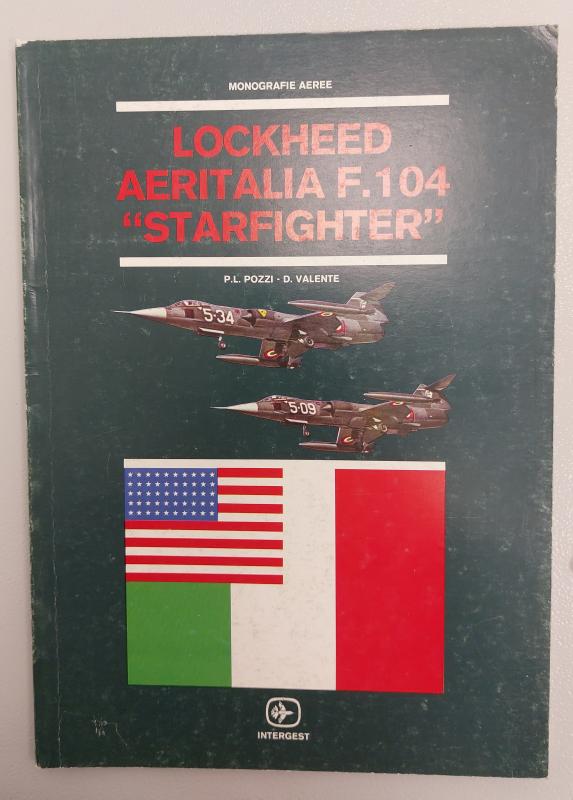 MONOGRAFIE AEREE
LOCKHEED
AERITALIA F.104
“STARFIGHTER”
P.L. POZZI - D. VALENTE
5-34
5-09
INTERGEST